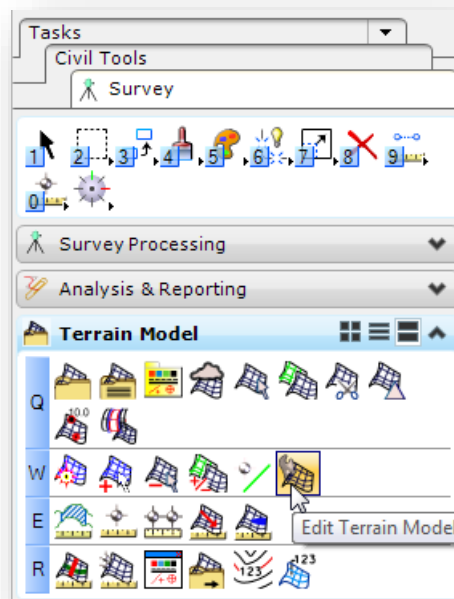 Tasks
Civil Tools
Survey
1 2 3 4 5 6 7 8 9
0
Survey Processing
Analysis & Reporting
Terrain Model
Q
10.0
W
E
Edit Terrain Model
R
123 123